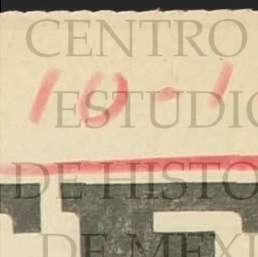 CENTRO
10-1
ESTUDIO
DE HISTO
DE MEXI